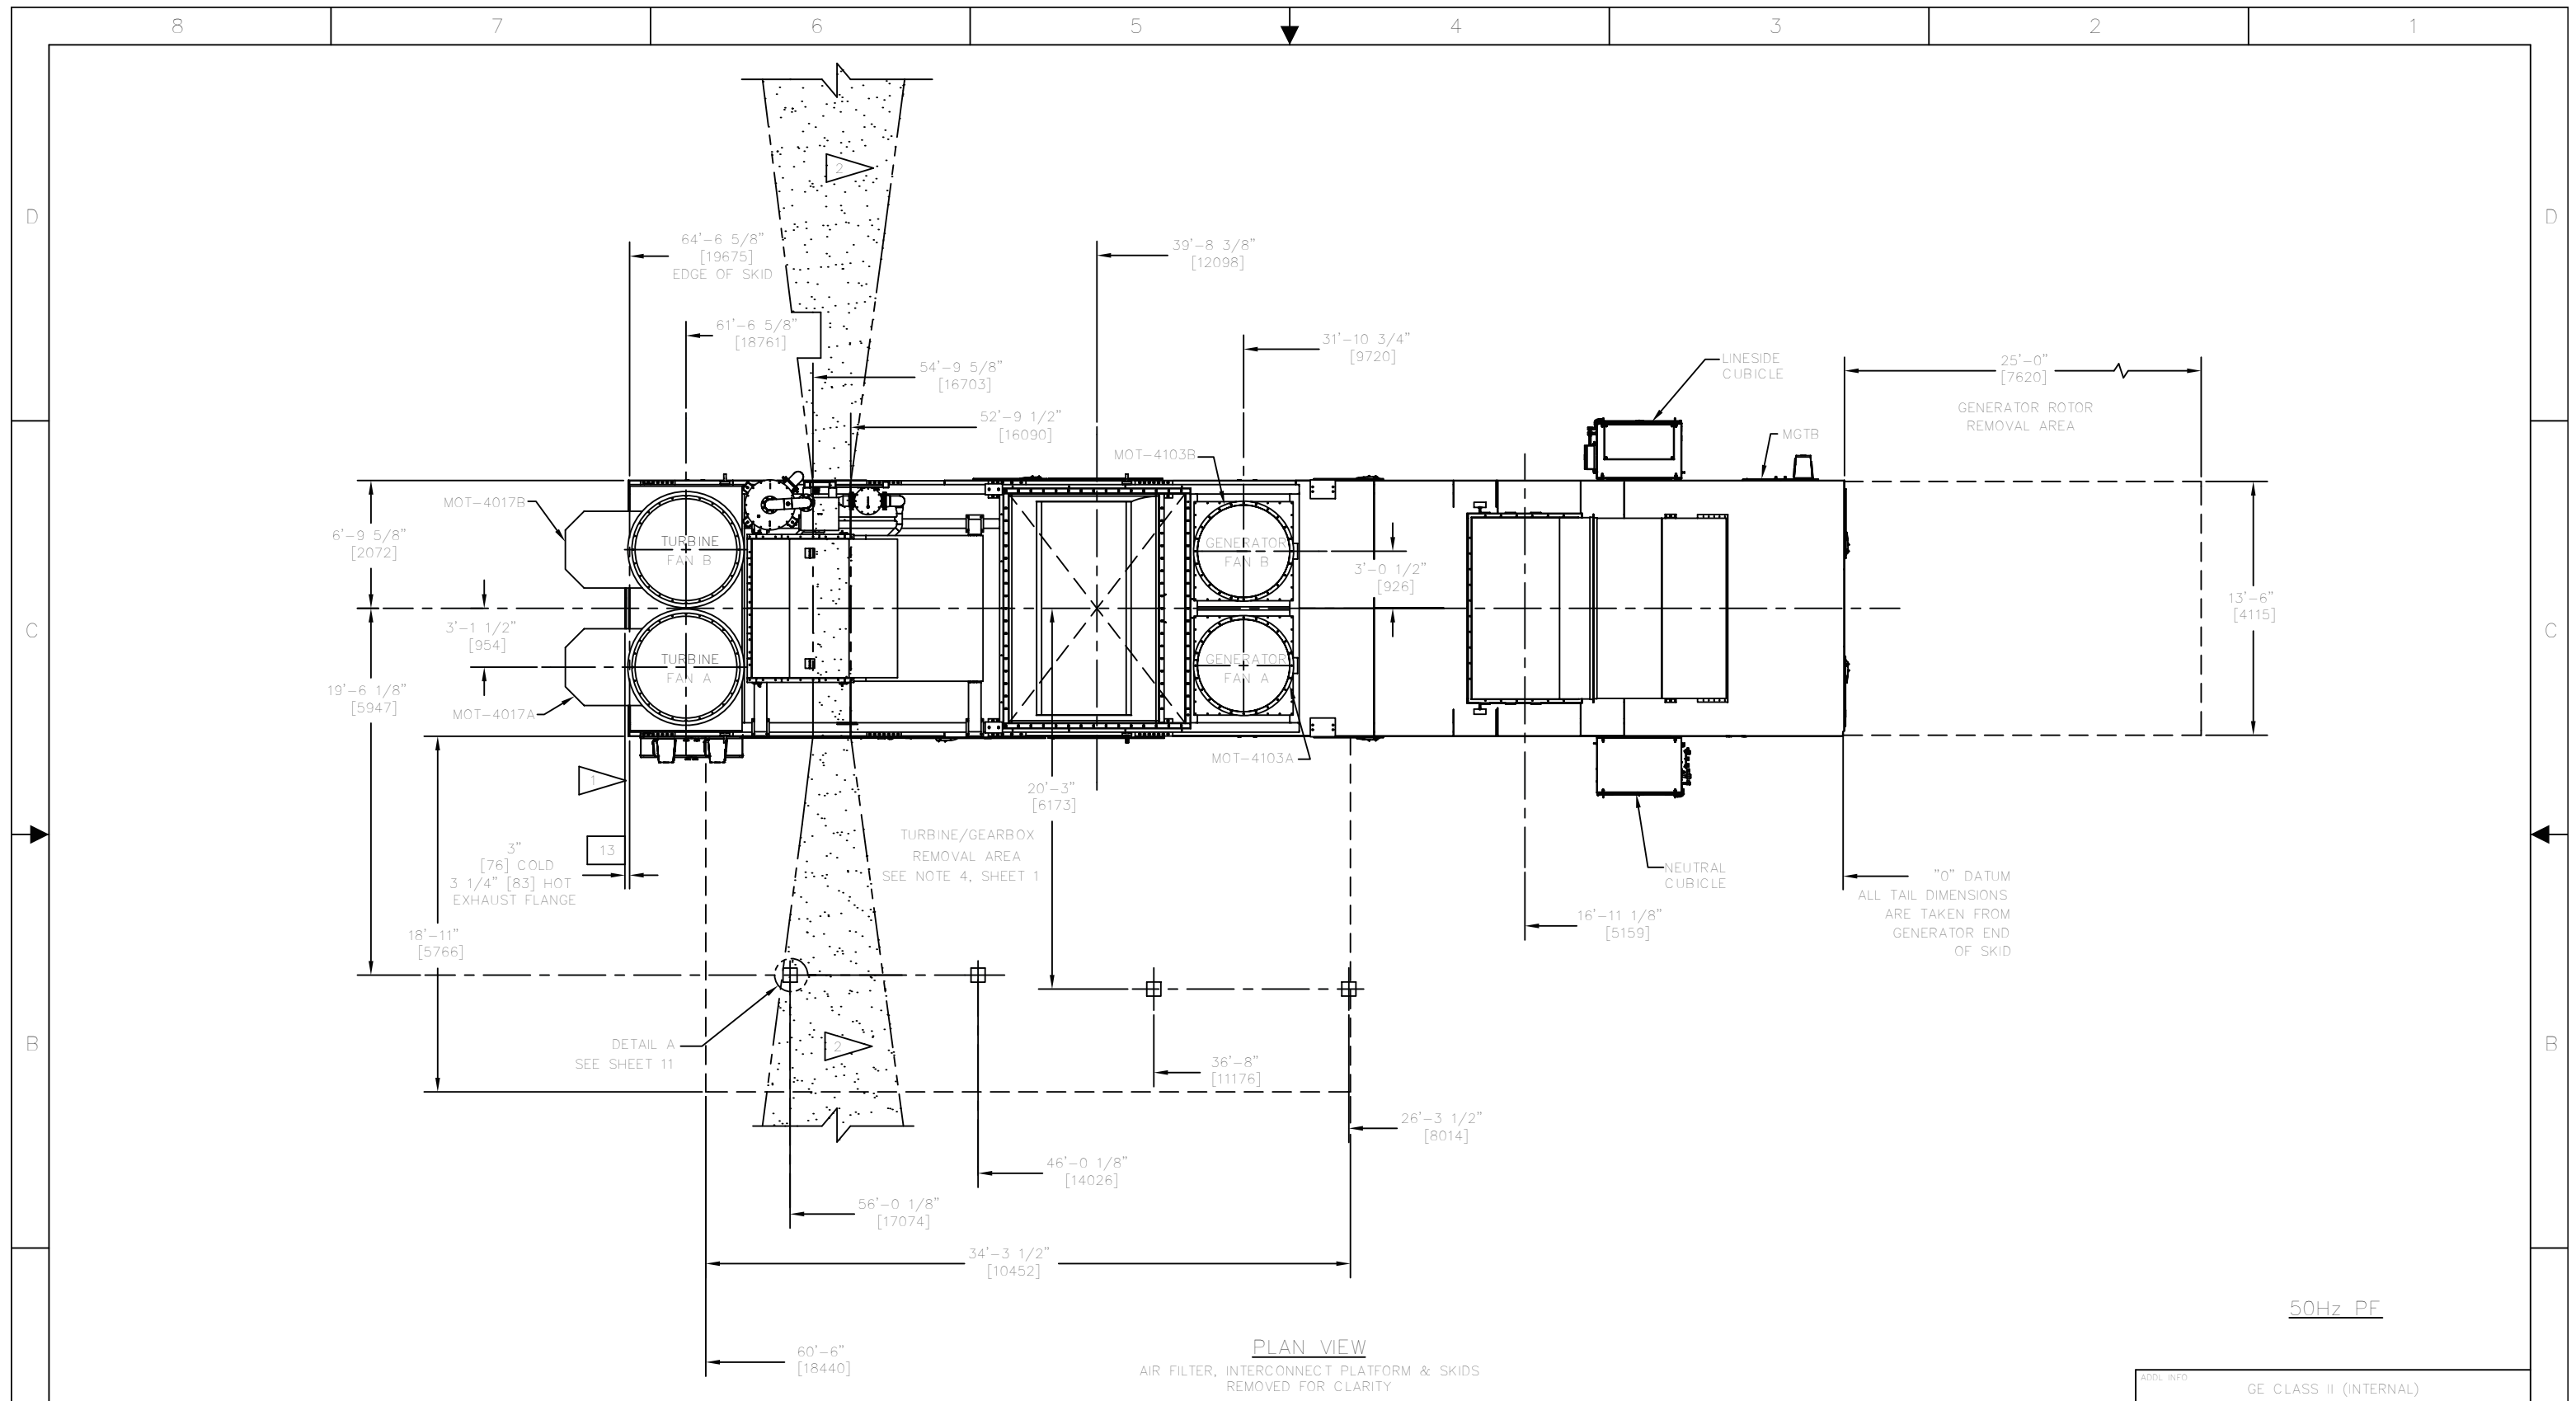 8 7 6 5 4 3 2 1
D
D
C
C
B
B
2
64'-6 5/8"
[19675]
EDGE OF SKID
39'-8 3/8"
[12098]
61'-6 5/8"
[18761]
31'-10 3/4"
[9720]
54'-9 5/8"
[16703]
LINESIDE
CUBICLE
25'-0"
[7620]
GENERATOR ROTOR
REMOVAL AREA
52'-9 1/2"
[16090]
MGTB
MOT-4103B
MOT-4017B
6'-9 5/8"
[2072]
TURBINE
FAN B
GENERATOR
FAN B
3'-0 1/2"
[926]
13'-6"
[4115]
3'-1 1/2"
[954]
TURBINE
FAN A
GENERATOR
FAN A
19'-6 1/8"
[5947]
MOT-4017A
MOT-4103A
1
20'-3"
[6173]
13
3"
[76] COLD
3 1/4" [83] HOT
EXHAUST FLANGE
TURBINE/GEARBOX
REMOVAL AREA
SEE NOTE 4, SHEET 1
NEUTRAL
CUBICLE
"0" DATUM
ALL TAIL DIMENSIONS
ARE TAKEN FROM
GENERATOR END
OF SKID
16'-11 1/8"
[5159]
18'-11"
[5766]
DETAIL A
SEE SHEET 11
2
36'-8"
[11176]
26'-3 1/2"
[8014]
46'-0 1/8"
[14026]
56'-0 1/8"
[17074]
34'-3 1/2"
[10452]
60'-6"
[18440]
50Hz PF
PLAN VIEW
AIR FILTER, INTERCONNECT PLATFORM & SKIDS
REMOVED FOR CLARITY
ADDL INFO
GE CLASS II (INTERNAL)